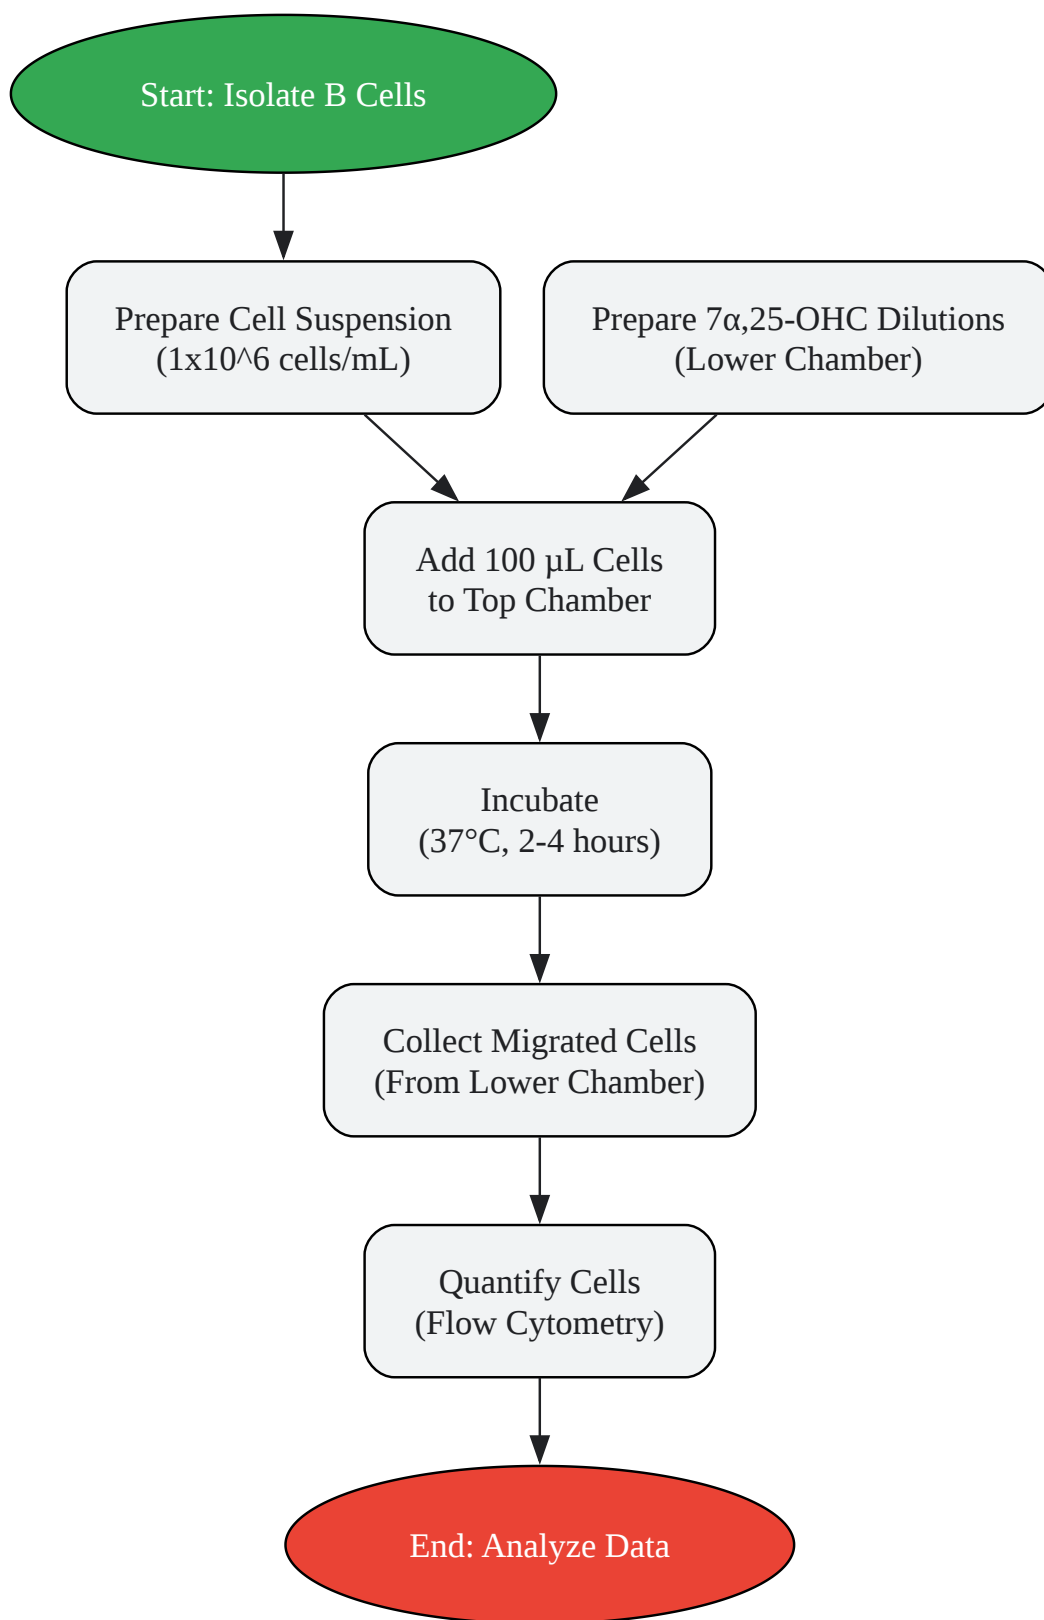 Start: Isolate B Cells
Prepare Cell Suspension
(1x10^6 cells/mL)
Prepare 7α,25-OHC Dilutions
(Lower Chamber)
Add 100 µL Cells
to Top Chamber
Incubate
(37°C, 2-4 hours)
Collect Migrated Cells
(From Lower Chamber)
Quantify Cells
(Flow Cytometry)
End: Analyze Data